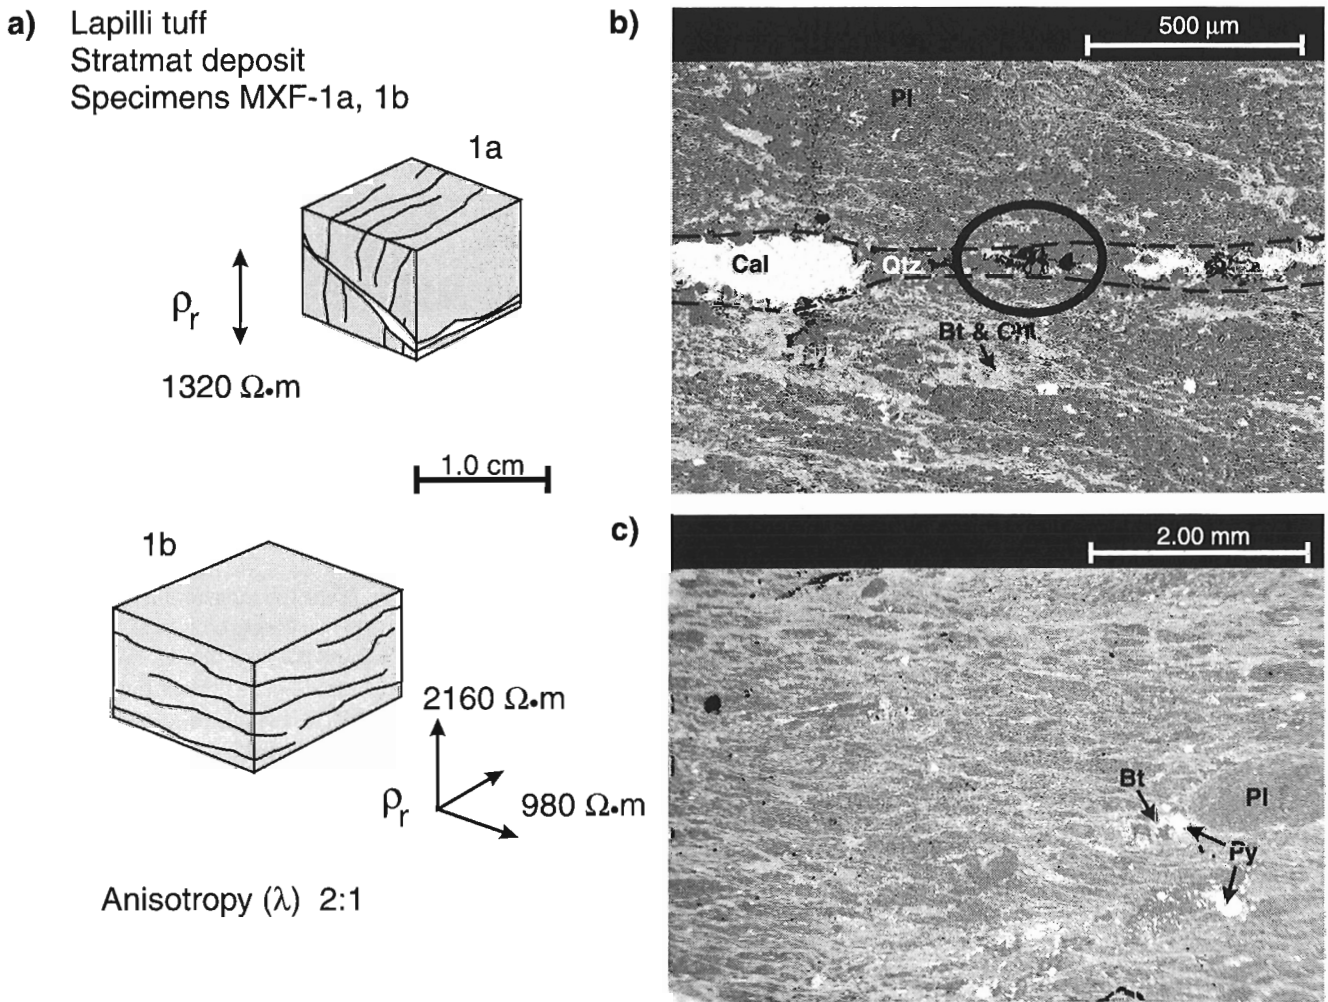 a) Lapilli tuff
Stratmat deposit
Specimens MXF-1a, 1b
1a
ρr
1320 Ω•m
1.0 cm
1b
2160 Ω•m
ρr
980 Ω•m
Anisotropy (λ) 2:1
b)
500 µm
Pl
Cal
Qtz
Bt & Chl
c)
2.00 mm
Bt
Pl
Py